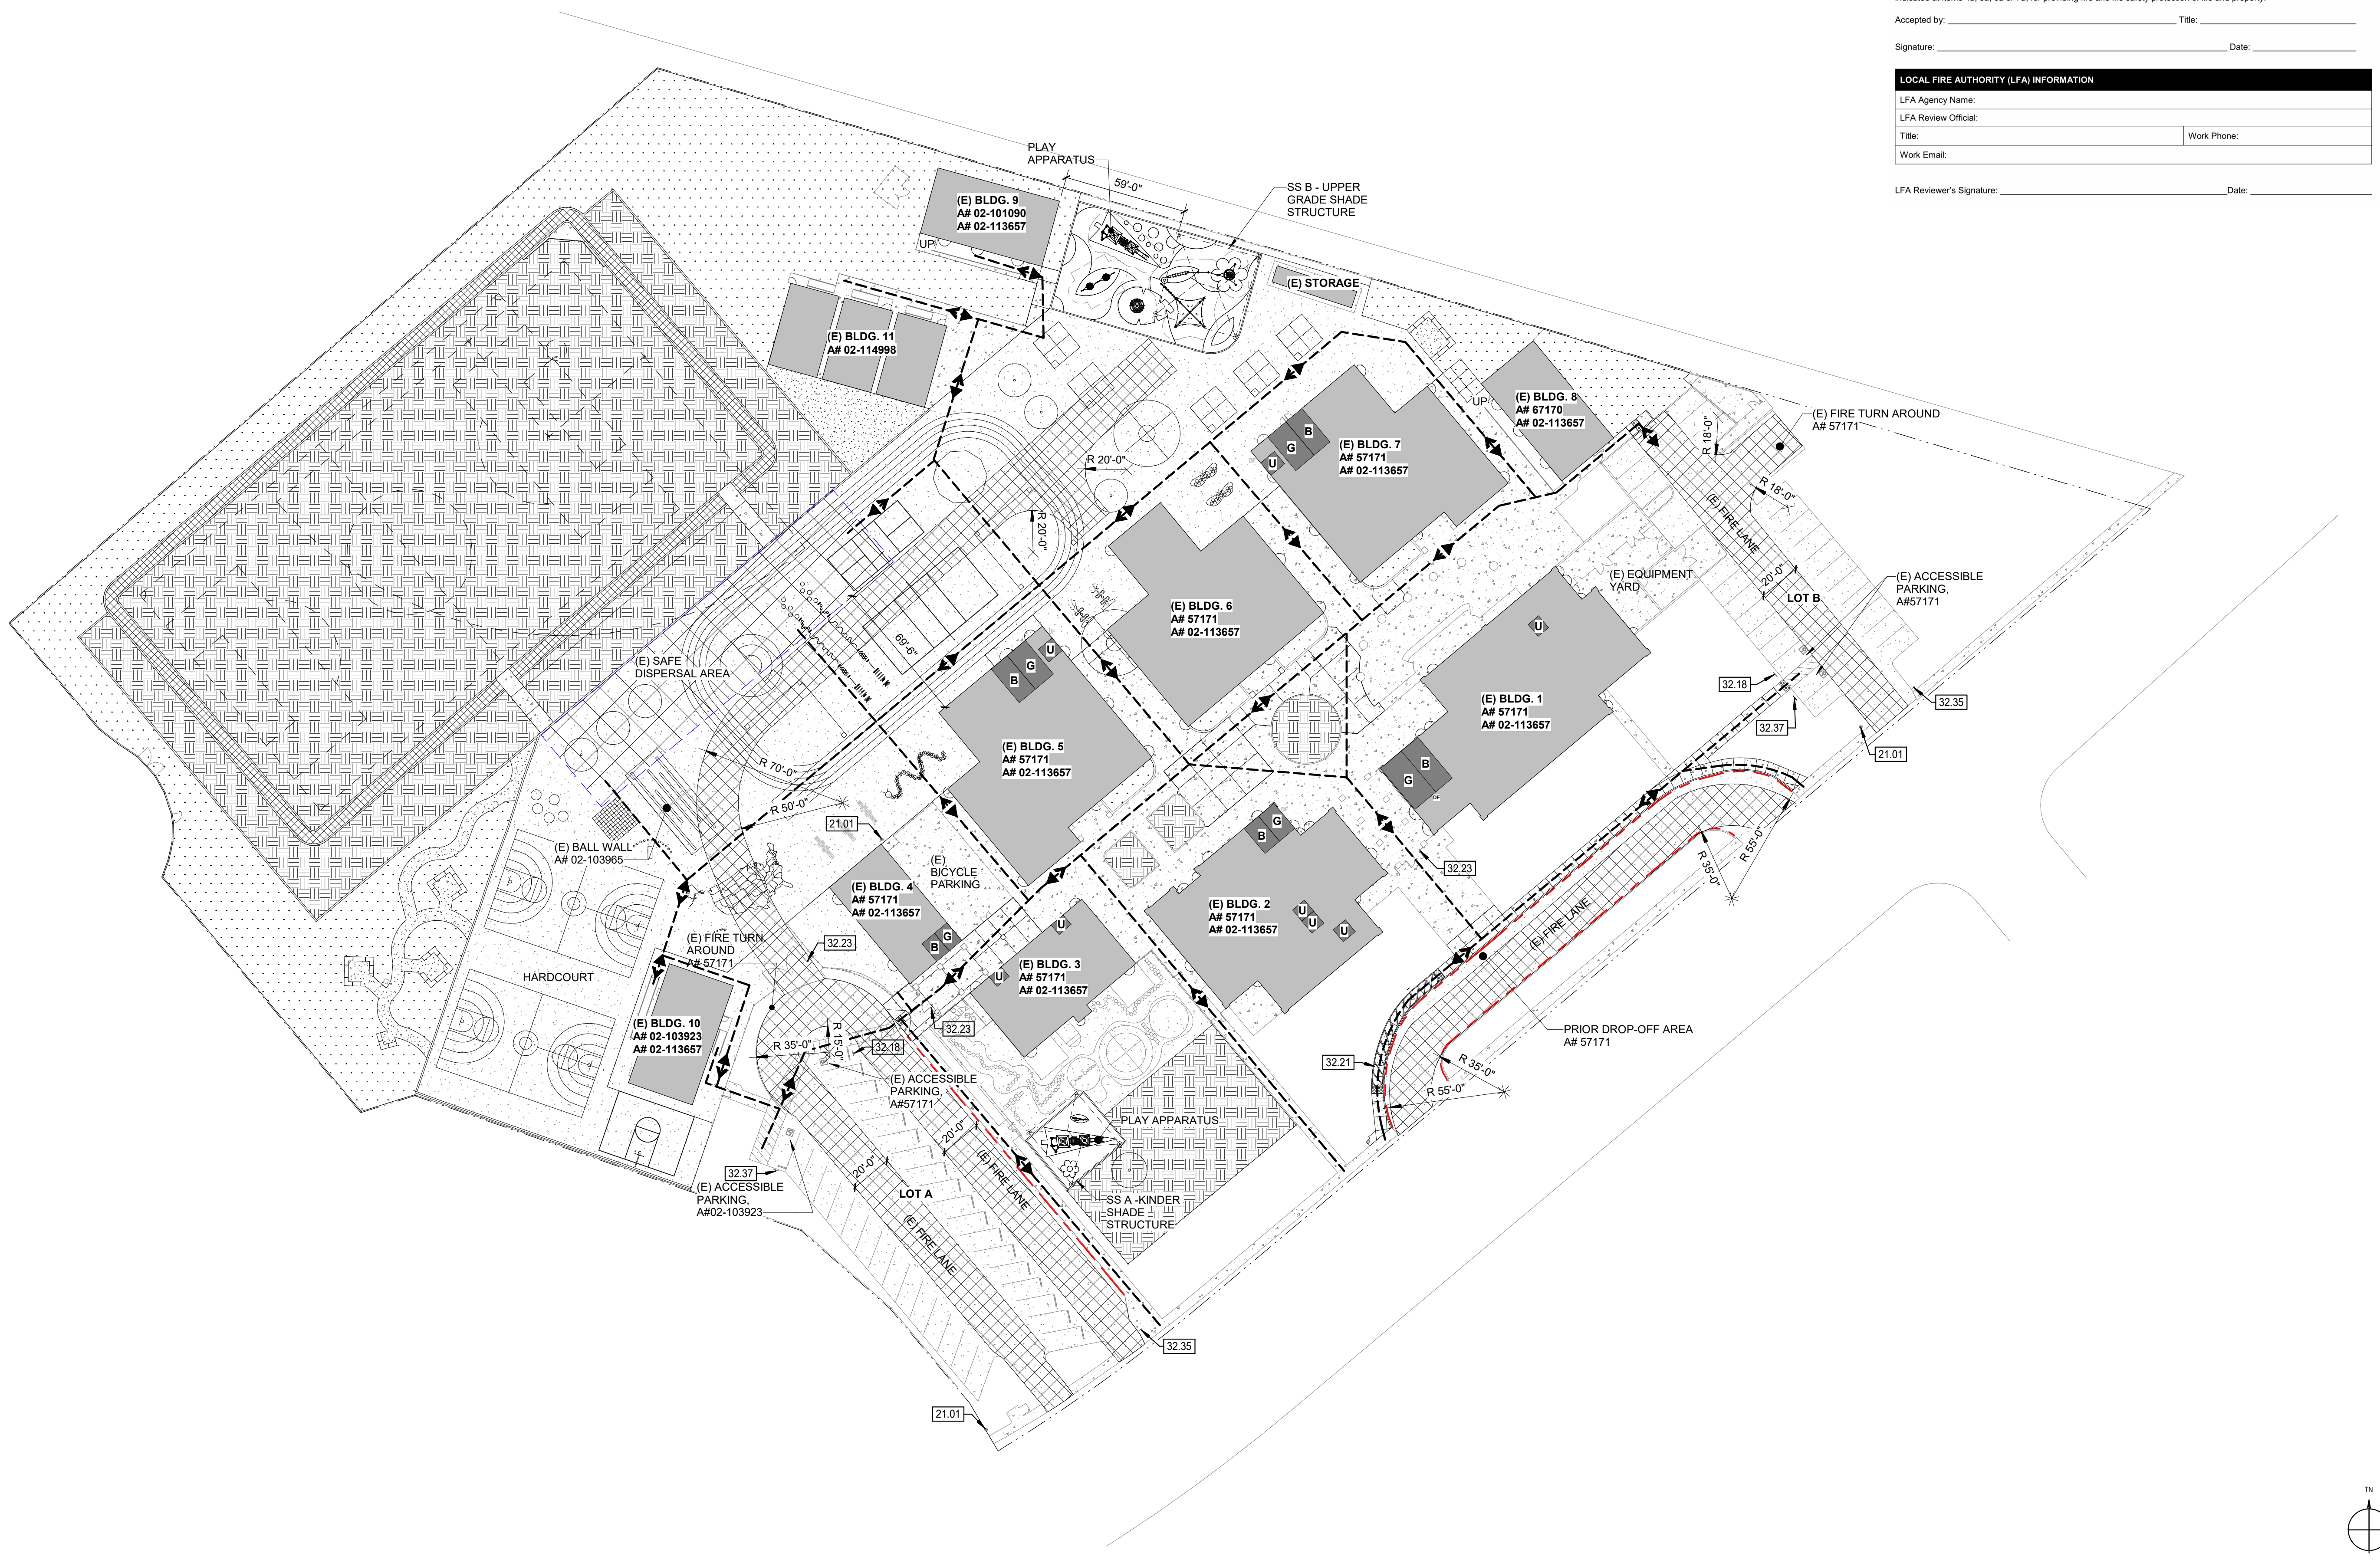 Accepted by: Title:
Signature: Date:
LOCAL FIRE AUTHORITY (LFA) INFORMATION
LFA Agency Name:
LFA Review Official:
Title: Work Phone:
Work Email:
LFA Reviewer's Signature: Date:
PLAY
APPARATUS
59'-0"
SS B - UPPER
GRADE SHADE
STRUCTURE
(E) BLDG. 9
A# 02-101090
A# 02-113657
UP
(E) STORAGE
(E) BLDG. 11
A# 02-114998
(E) BLDG. 8
A# 67170
A# 02-113657
UP
(E) FIRE TURN AROUND
A# 57171
R 18'-0"
R 18'-0"
(E) FIRE LANE
20'-0"
LOT B
(E) ACCESSIBLE
PARKING,
A#57171
(E) BLDG. 7
A# 57171
A# 02-113657
B
G
U
R 20'-0"
R 20'-0"
(E) EQUIPMENT
YARD
(E) BLDG. 6
A# 57171
A# 02-113657
U
69'-6"
(E) SAFE
DISPERSAL AREA
U
G
B
(E) BLDG. 1
A# 57171
A# 02-113657
32.18
32.35
32.37
21.01
(E) BLDG. 5
A# 57171
A# 02-113657
B
G
DF
R 70'-0"
R 50'-0"
21.01
(E) BALL WALL
A# 02-103965
(E)
BICYCLE
PARKING
G
B
R 55'-0"
R 35'-0"
32.23
(E) BLDG. 4
A# 57171
A# 02-113657
G
B
(E) BLDG. 2
A# 57171
A# 02-113657
U
U
U
(E) FIRE LANE
(E) FIRE TURN
AROUND
A# 57171
32.23
U
(E) BLDG. 3
A# 57171
A# 02-113657
U
HARDCOURT
(E) BLDG. 10
A# 02-103923
A# 02-113657
32.23
R 35'-0"
R 15'-0"
32.18
PRIOR DROP-OFF AREA
A# 57171
32.21
R 35'-0"
R 55'-0"
(E) ACCESSIBLE
PARKING,
A#57171
PLAY APPARATUS
20'-0"
(E) FIRE LANE
20'-0"
32.37
(E) ACCESSIBLE
PARKING,
A#02-103923
LOT A
(E) FIRE LANE
SS A -KINDER
SHADE
STRUCTURE
32.35
21.01
TN